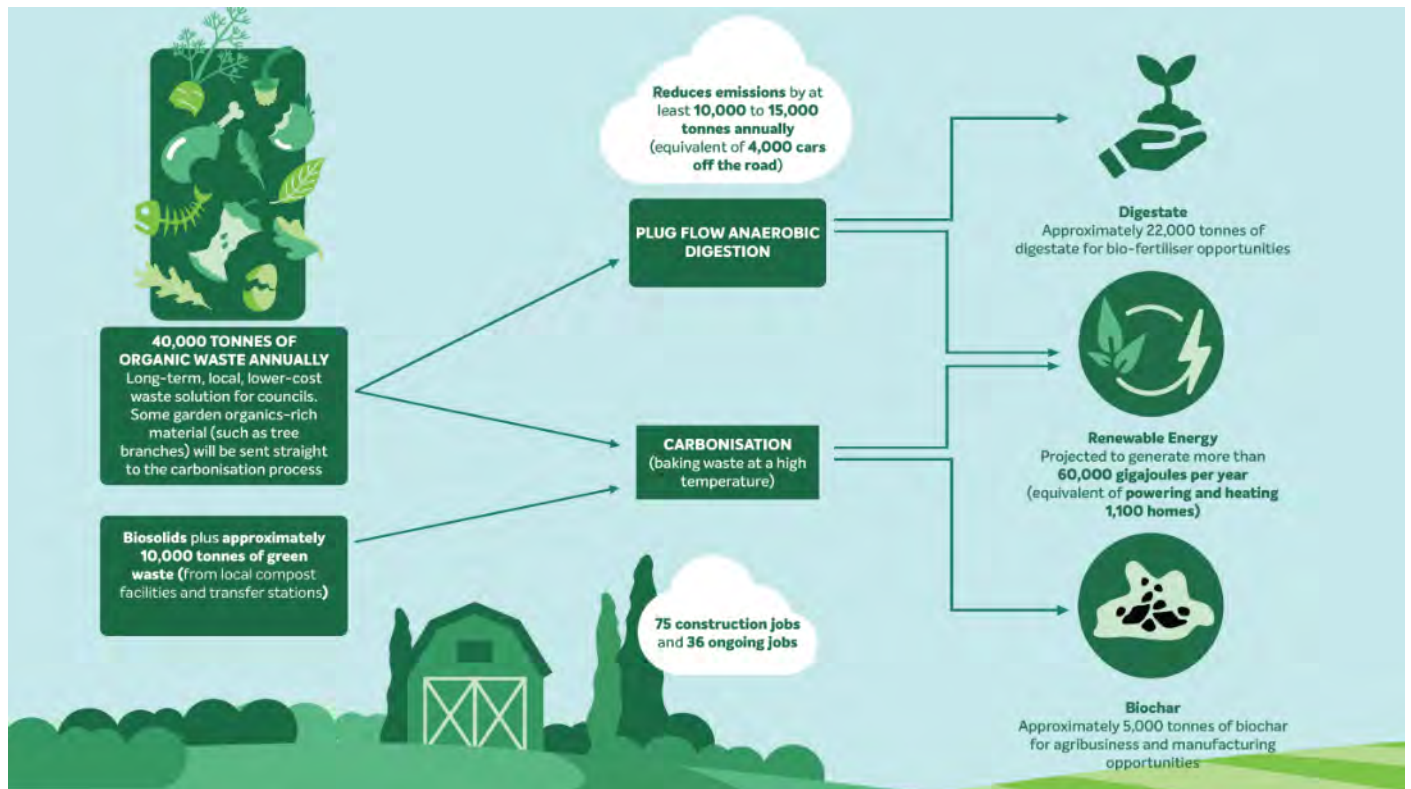 40,000 TONNES OF
ORGANIC WASTE ANNUALLY
Long-term, local, lower-cost
waste solution for councils.
Some garden organics-rich
material (such as tree
branches) will be sent straight
to the carbonisation process
Biosolids plus approximately
10,000 tonnes of green
waste (from local compost
facilities and transfer stations)
Reduces emissions by at
least 10,000 to 15,000
tonnes annually
(equivalent of 4,000 cars
off the road)
PLUG FLOW ANAEROBIC
DIGESTION
CARBONISATION
(baking waste at a high
temperature)
75 construction jobs
and 36 ongoing jobs
Digestate
Approximately 22,000 tonnes of
digestate for bio-fertiliser opportunities
Renewable Energy
Projected to generate more than
60,000 gigajoules per year
(equivalent of powering and heating
1,100 homes)
Biochar
Approximately 5,000 tonnes of biochar
for agribusiness and manufacturing
opportunities